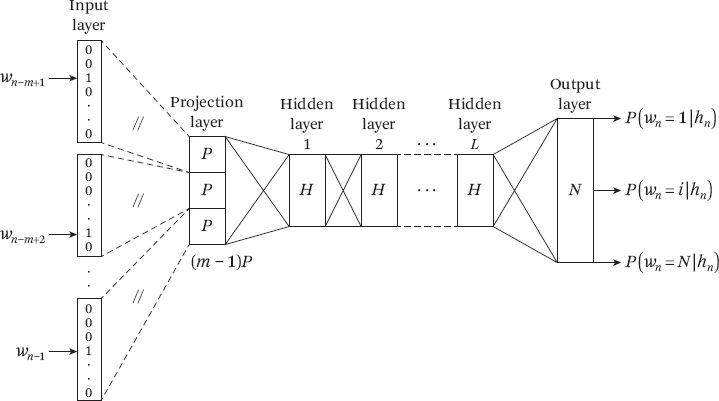 Input
layer
0
0
1
0
.
.
0
w_{n−m+1}
//
0
0
0
.
.
1
0
w_{n−m+2}
//
.
.
0
0
0
1
.
.
0
w_{n−1}
//
Projection
layer
P
P
P
(m − 1)P
Hidden
layer
1
H
Hidden
layer
2
H
···
···
Hidden
layer
L
H
Output
layer
N
P(w_n = 1|h_n)
P(w_n = i|h_n)
P(w_n = N|h_n)